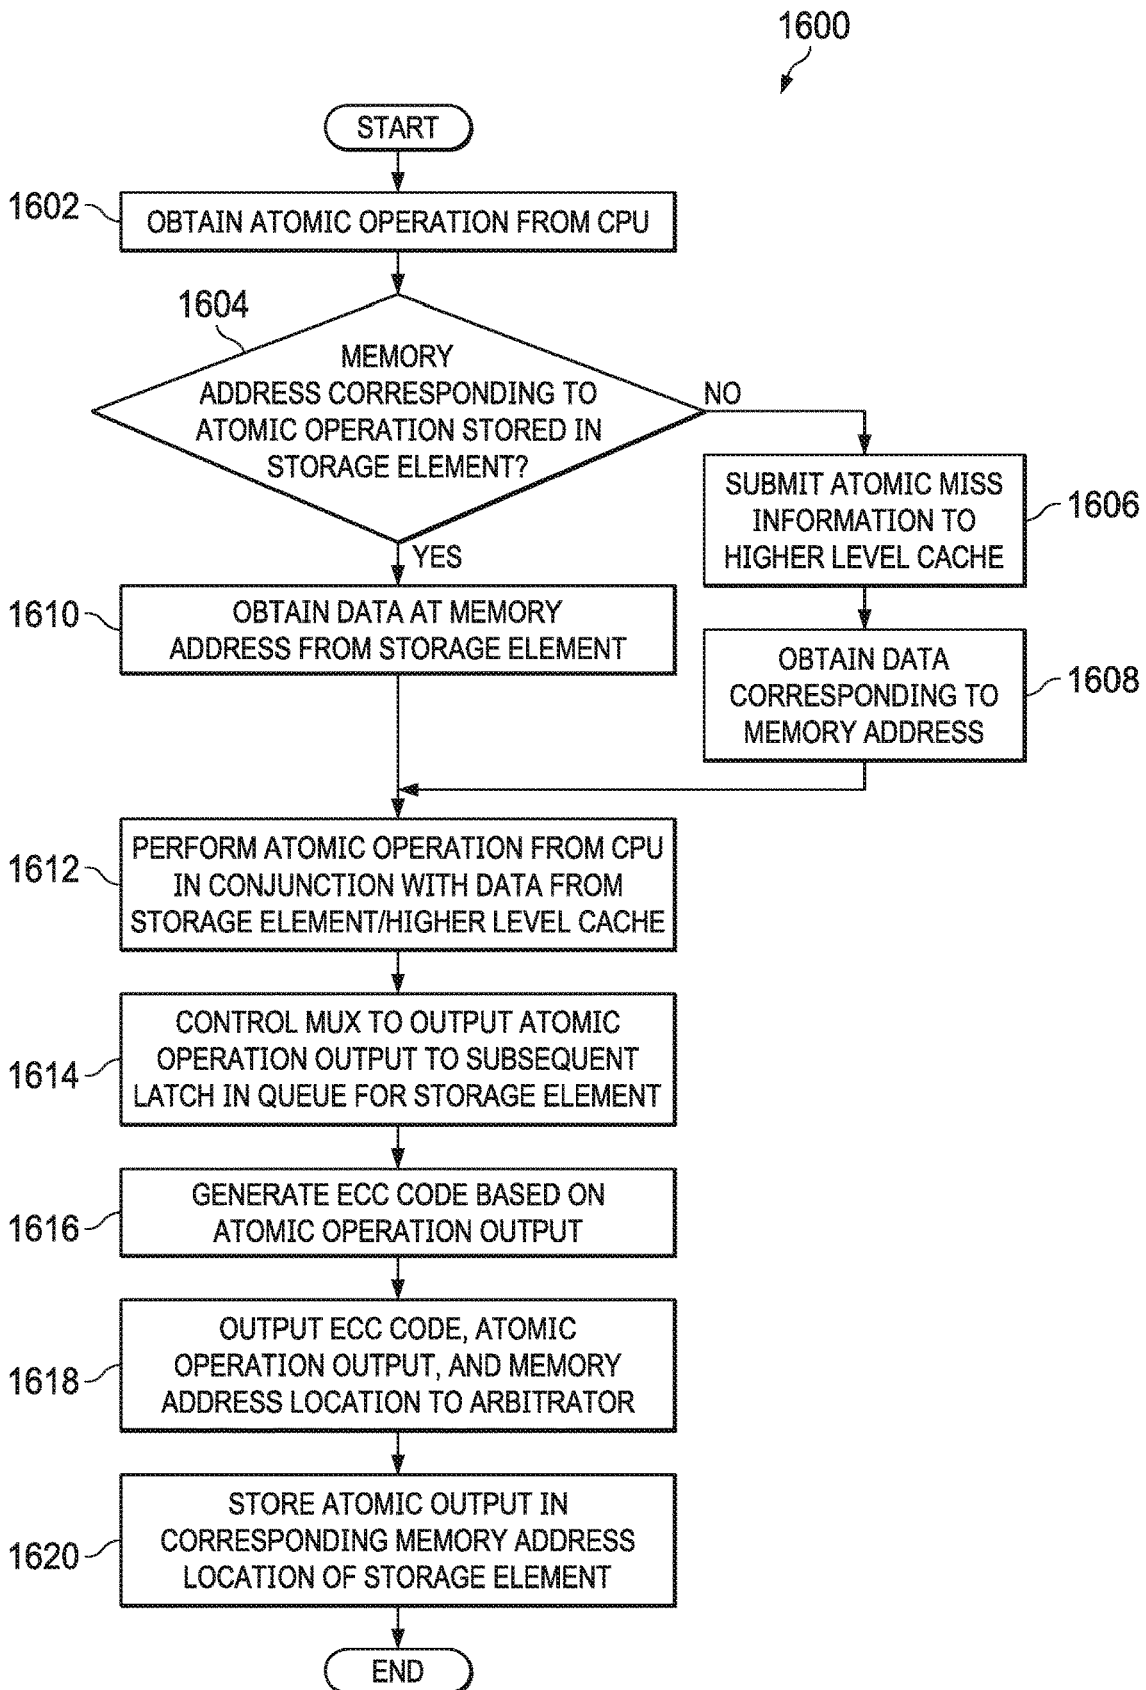 1600
START
1602
OBTAIN ATOMIC OPERATION FROM CPU
1604
MEMORY
ADDRESS CORRESPONDING TO
ATOMIC OPERATION STORED IN
STORAGE ELEMENT?
NO
YES
SUBMIT ATOMIC MISS
INFORMATION TO
HIGHER LEVEL CACHE
1606
1610
OBTAIN DATA AT MEMORY
ADDRESS FROM STORAGE ELEMENT
OBTAIN DATA
CORRESPONDING TO
MEMORY ADDRESS
1608
1612
PERFORM ATOMIC OPERATION FROM CPU
IN CONJUNCTION WITH DATA FROM
STORAGE ELEMENT/HIGHER LEVEL CACHE
1614
CONTROL MUX TO OUTPUT ATOMIC
OPERATION OUTPUT TO SUBSEQUENT
LATCH IN QUEUE FOR STORAGE ELEMENT
1616
GENERATE ECC CODE BASED ON
ATOMIC OPERATION OUTPUT
1618
OUTPUT ECC CODE, ATOMIC
OPERATION OUTPUT, AND MEMORY
ADDRESS LOCATION TO ARBITRATOR
1620
STORE ATOMIC OUTPUT IN
CORRESPONDING MEMORY ADDRESS
LOCATION OF STORAGE ELEMENT
END